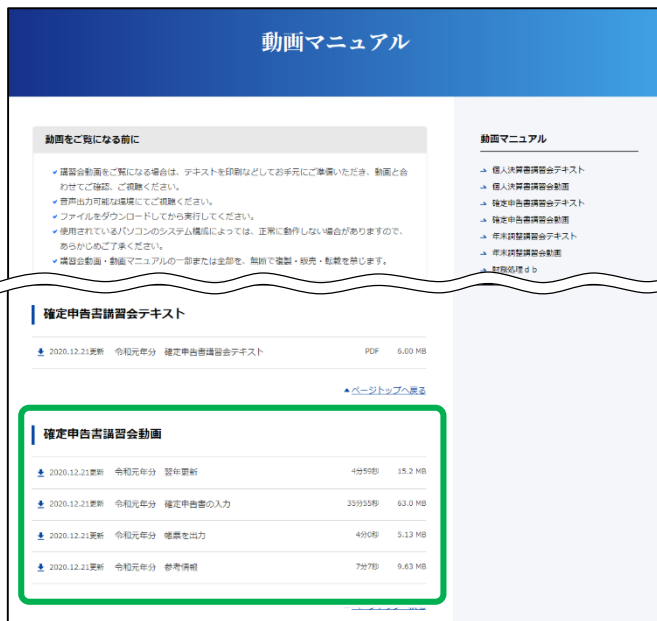 動画マニュアル
動画をご覧になる前に
講習会動画をご覧になる場合は、テキストを印刷などしてお手元にご準備いただき、動画と合
わせてご確認、ご視聴ください。
音声出力可能な環境にてご視聴ください。
ファイルをダウンロードしてから実行してください。
使用されているパソコンのシステム構成によっては、正常に動作しない場合がありますので、
あらかじめご了承ください。
講習会動画・動画マニュアルの一部または全部を、無断で複製・販売・転載を禁じます。
動画マニュアル
個人決算書講習会テキスト
個人決算書講習会動画
確定申告書講習会テキスト
確定申告書講習会動画
年末調整講習会テキスト
年末調整講習会動画
財務処理ｄｂ
確定申告書講習会テキスト
2020.12.21更新 令和元年分 確定申告書講習会テキスト PDF 6.00 MB
ページトップへ戻る
確定申告書講習会動画
2020.12.21更新 令和元年分 翌年更新 4分59秒 15.2 MB
2020.12.21更新 令和元年分 確定申告書の入力 35分55秒 63.0 MB
2020.12.21更新 令和元年分 帳票を出力 4分0秒 5.13 MB
2020.12.21更新 令和元年分 参考情報 7分7秒 9.63 MB